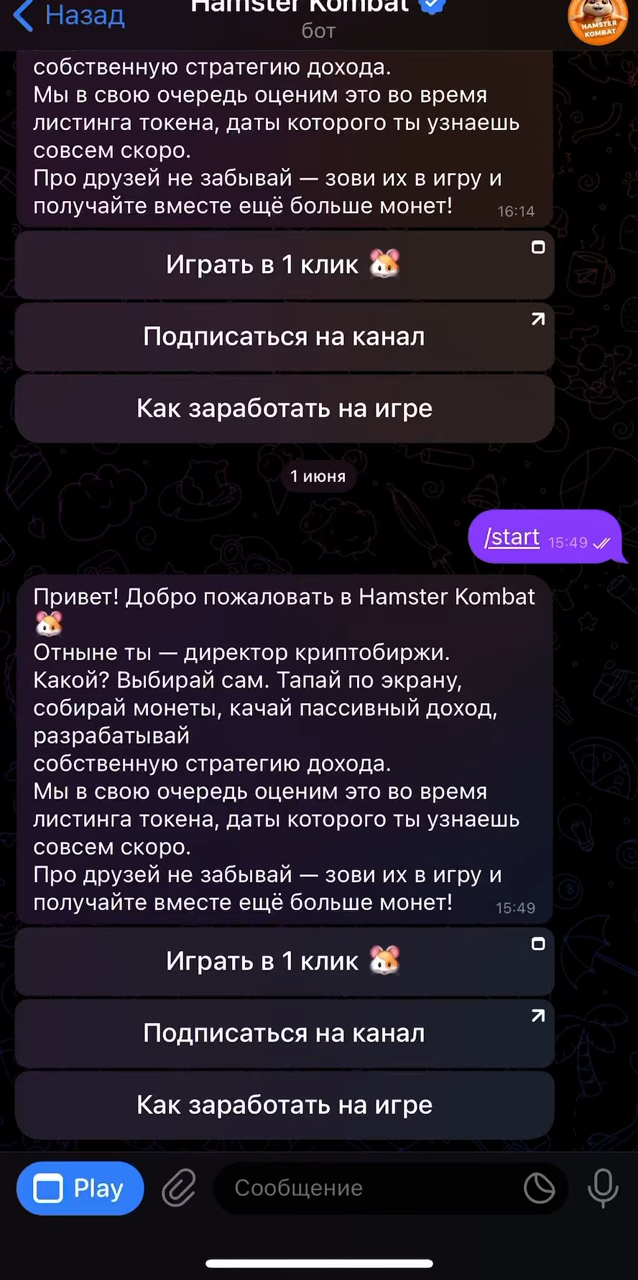 Назад
Hamster Kombat
бот
HAMSTER
KOMBAT
собственную стратегию дохода.
Мы в свою очередь оценим это во время
листинга токена, даты которого ты узнаешь
совсем скоро.
Про друзей не забывай — зови их в игру и
получайте вместе ещё больше монет!
16:14
Играть в 1 клик 🐹
Подписаться на канал
Как заработать на игре
1 июня
/start 15:49
Привет! Добро пожаловать в Hamster Kombat
🐹
Отныне ты — директор криптобиржи.
Какой? Выбирай сам. Тапай по экрану,
собирай монеты, качай пассивный доход,
разрабатывай
собственную стратегию дохода.
Мы в свою очередь оценим это во время
листинга токена, даты которого ты узнаешь
совсем скоро.
Про друзей не забывай — зови их в игру и
получайте вместе ещё больше монет!
15:49
Играть в 1 клик 🐹
Подписаться на канал
Как заработать на игре
Play
Сообщение